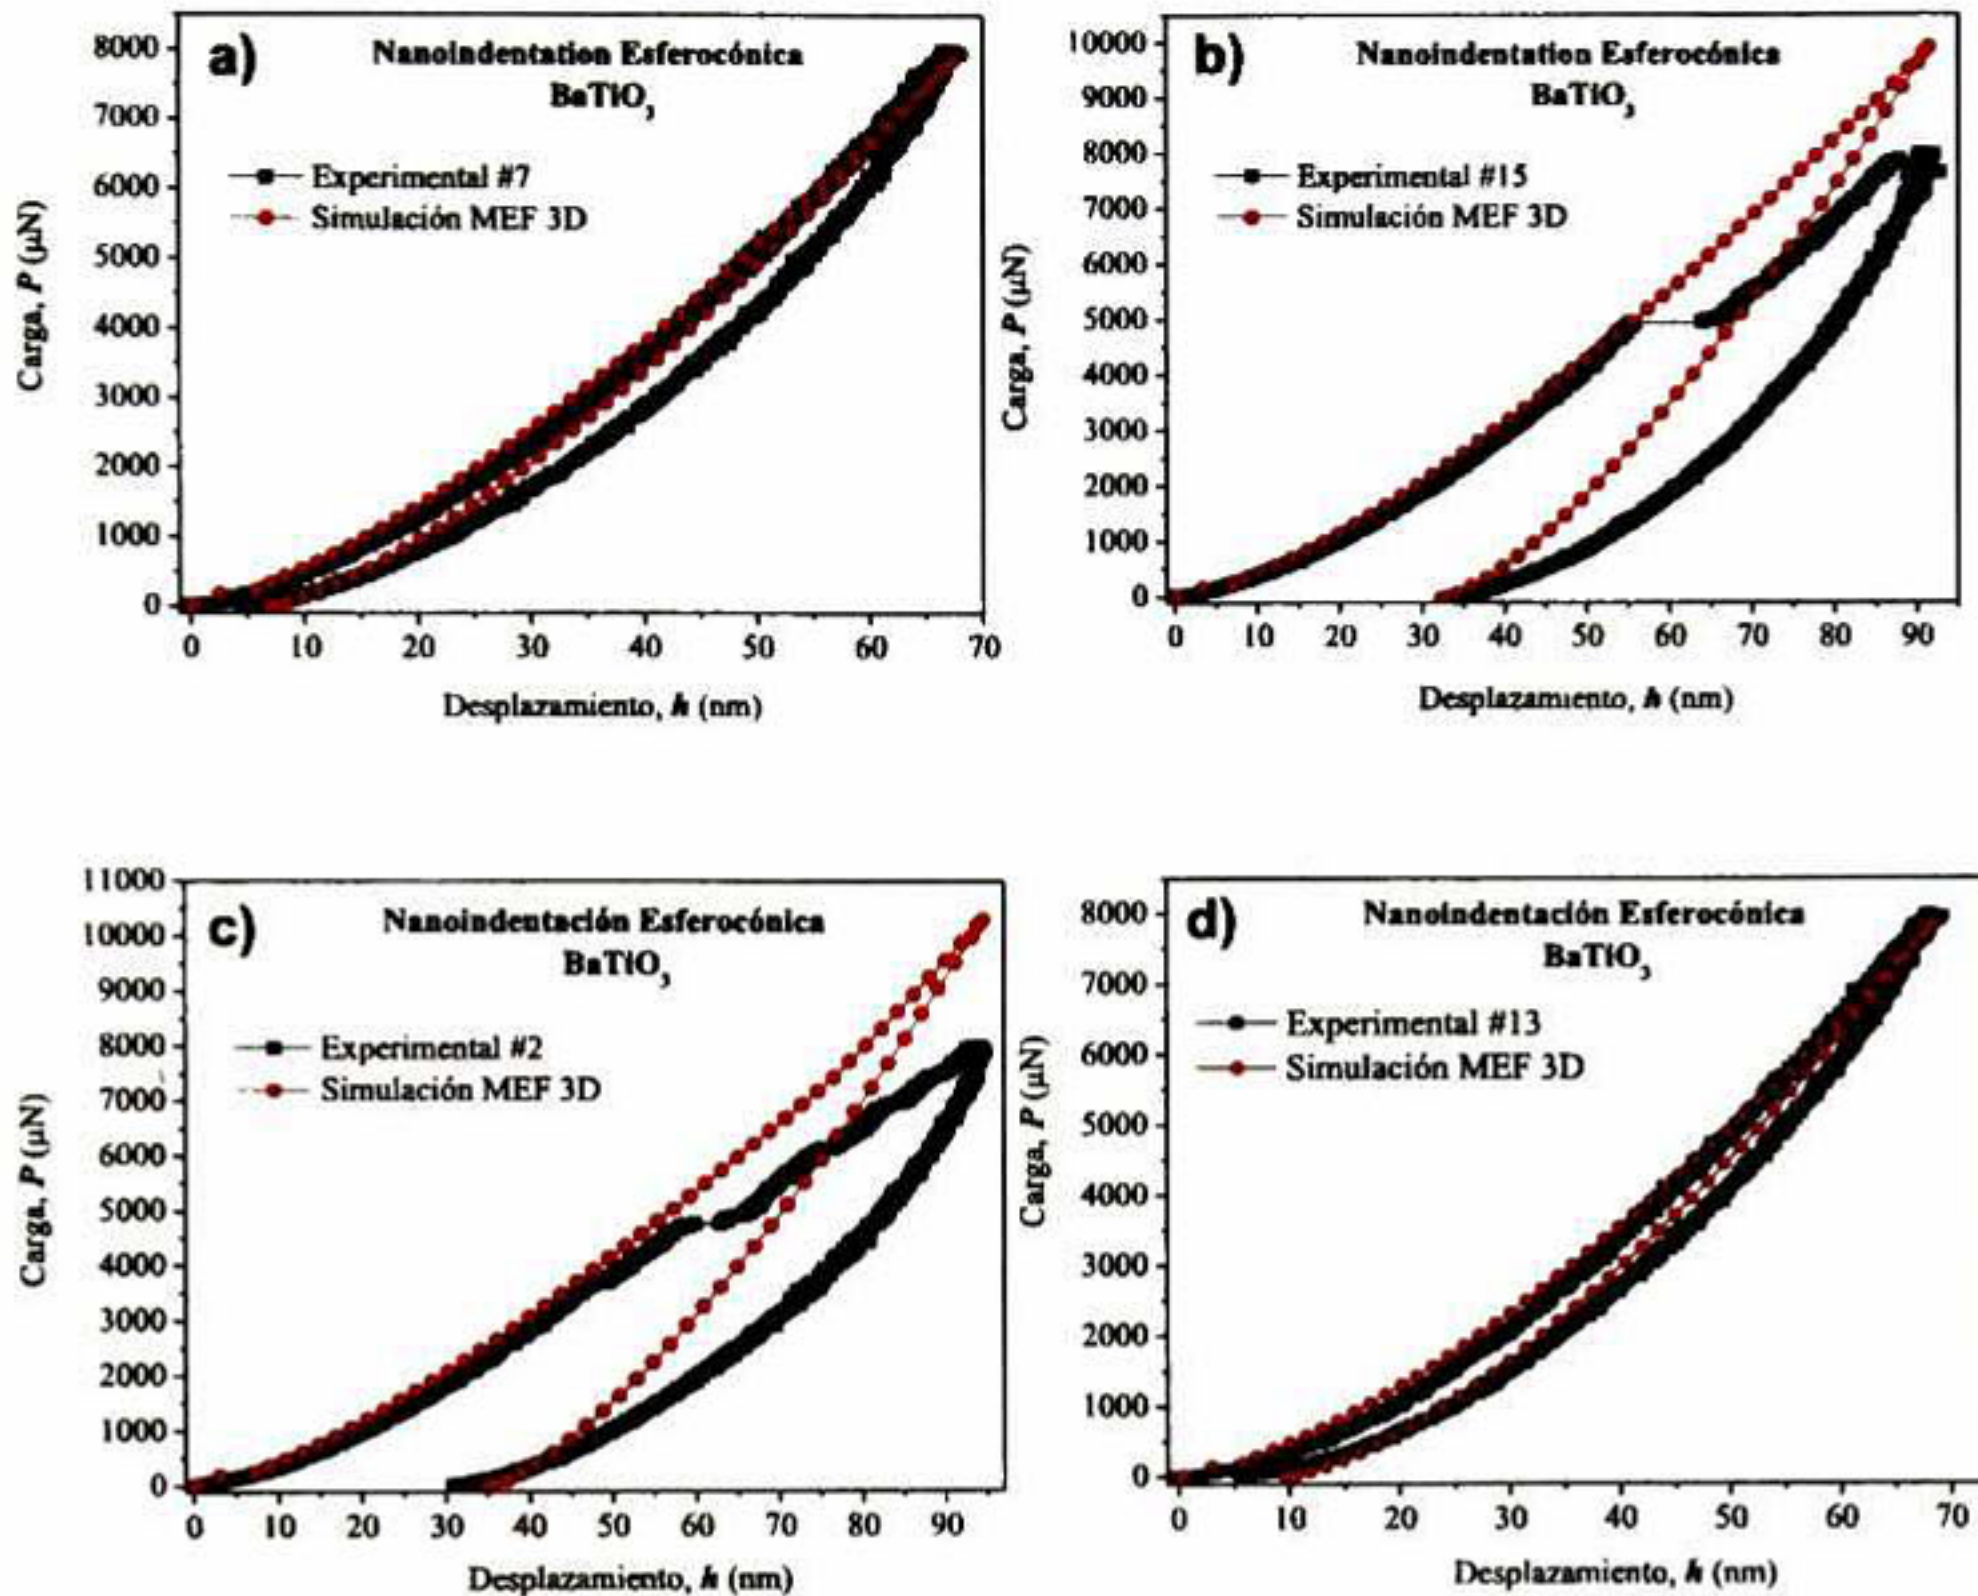 a)
Nanoindentation Esferocónica
BaTiO3
Experimental #7
Simulación MEF 3D
Carga, P (μN)
8000
7000
6000
5000
4000
3000
2000
1000
0
0 10 20 30 40 50 60 70
Desplazamiento, h (nm)
b)
Nanoindentation Esferocónica
BaTiO3
Experimental #15
Simulación MEF 3D
Carga, P (μN)
10000
9000
8000
7000
6000
5000
4000
3000
2000
1000
0
0 10 20 30 40 50 60 70 80 90
Desplazamiento, h (nm)
c)
Nanoindentación Esferocónica
BaTiO3
Experimental #2
Simulación MEF 3D
Carga, P (μN)
11000
10000
9000
8000
7000
6000
5000
4000
3000
2000
1000
0
0 10 20 30 40 50 60 70 80 90
Desplazamiento, h (nm)
d)
Nanoindentación Esferocónica
BaTiO3
Experimental #13
Simulación MEF 3D
Carga, P (μN)
8000
7000
6000
5000
4000
3000
2000
1000
0
0 10 20 30 40 50 60 70
Desplazamiento, h (nm)